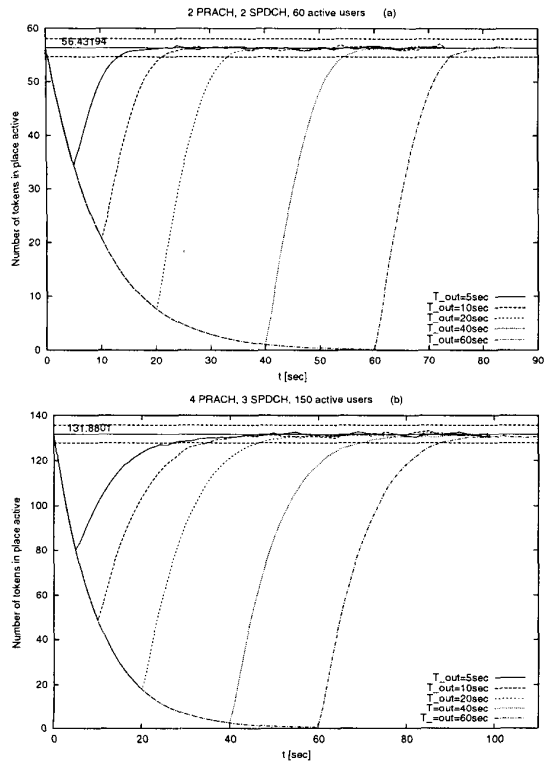 2 PRACH, 2 SPDCH, 60 active users (a)
60
50
40
30
20
10
0
56.43194
Number of tokens in place active
T_out=5sec
T_out=10sec
T_out=20sec
T_out=40sec
T_out=60sec
0 10 20 30 40 50 60 70 80 90
t [sec]
4 PRACH, 3 SPDCH, 150 active users (b)
140
120
100
80
60
40
20
0
131.8801
Number of tokens in place active
T_out=5sec
T_out=10sec
T_out=20sec
T_=out=40sec
T_=out=60sec
0 20 40 60 80 100
t [sec]